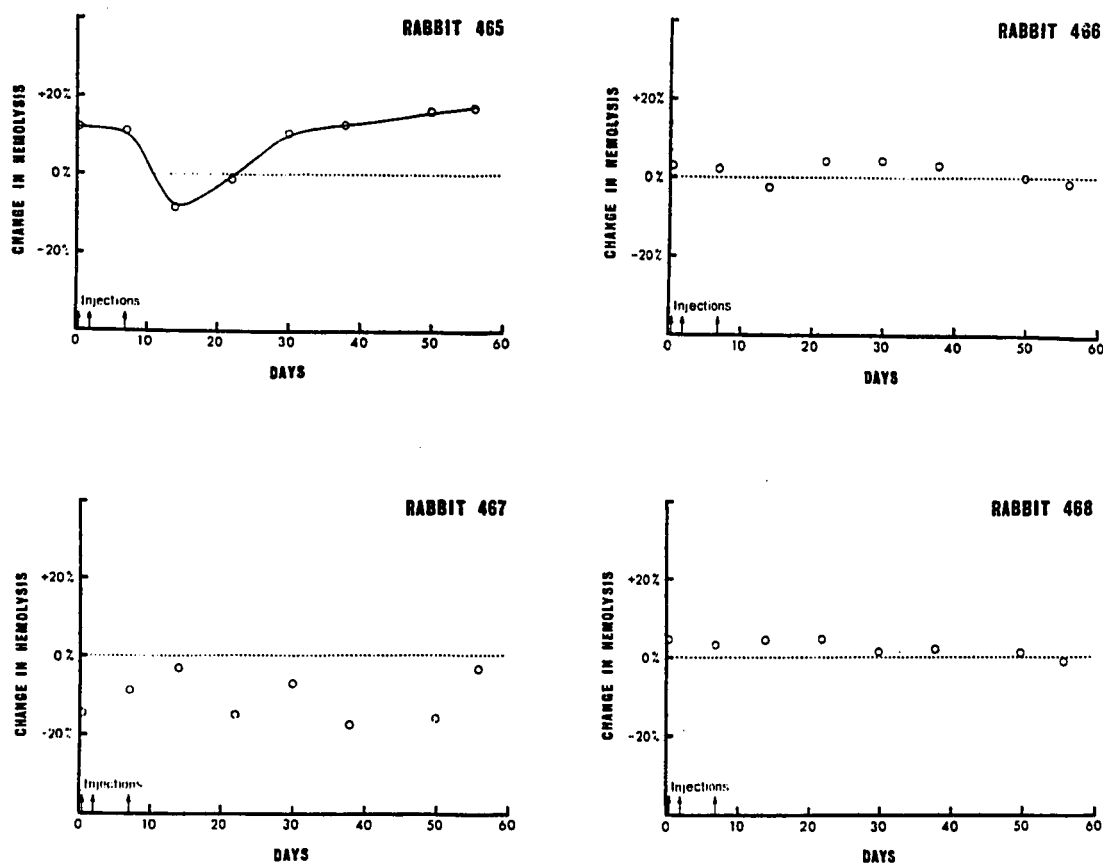 RABBIT 465
CHANGE IN HEMOLYSIS
+20%
0%
-20%
Injections
0 10 20 30 40 50 60
DAYS
RABBIT 466
CHANGE IN HEMOLYSIS
+20%
0%
-20%
Injections
0 10 20 30 40 50 60
DAYS
RABBIT 467
CHANGE IN HEMOLYSIS
+20%
0%
-20%
Injections
0 10 20 30 40 50 60
DAYS
RABBIT 468
CHANGE IN HEMOLYSIS
+20%
0%
-20%
Injections
0 10 20 30 40 50 60
DAYS